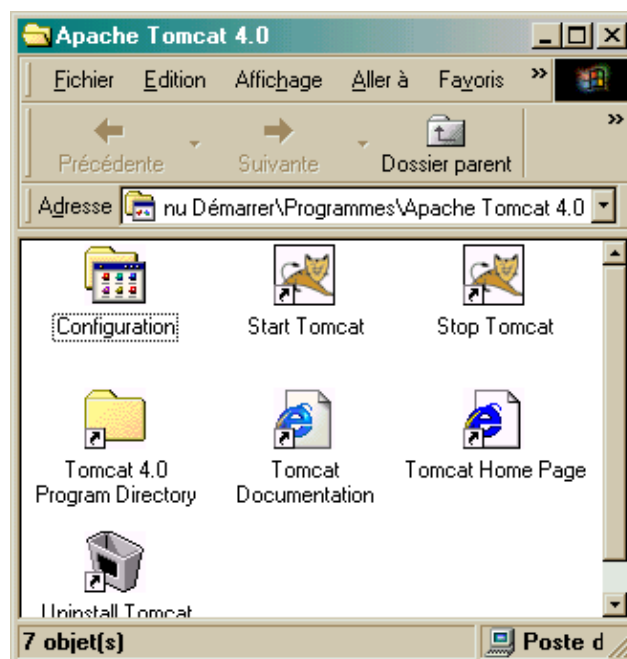 Apache Tomcat 4.0
Fichier Edition Affichage Aller à Favoris »
Précédente Suivante Dossier parent »
Adresse nu Démarrer\Programmes\Apache Tomcat 4.0
Configuration Start Tomcat Stop Tomcat
Tomcat 4.0 Tomcat Tomcat Home Page
Program Directory Documentation
Uninstall Tomcat
7 objet(s) Poste d